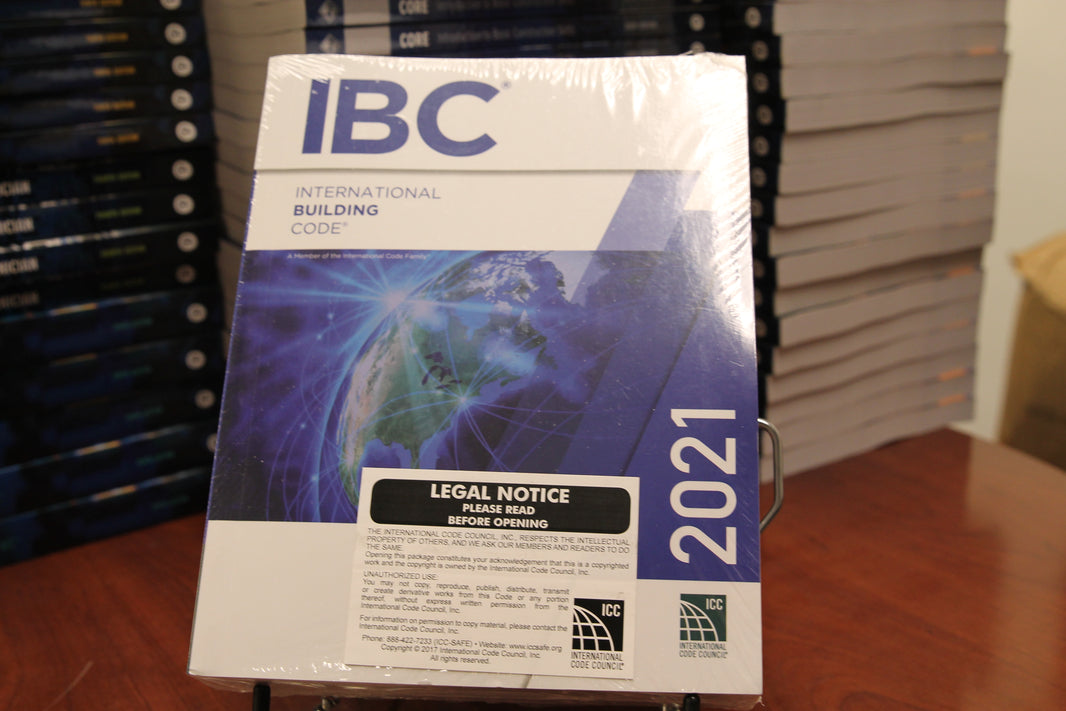 CORE
CORE
IBC®
INTERNATIONAL
BUILDING
CODE®
A Member of the International Code Family®
2021
LEGAL NOTICE
PLEASE READ
BEFORE OPENING
THE INTERNATIONAL CODE COUNCIL, INC., RESPECTS THE INTELLECTUAL
PROPERTY OF OTHERS, AND WE ASK OUR MEMBERS AND READERS TO DO
THE SAME.
Opening this package constitutes your acknowledgement that this is a copyrighted
work and the copyright is owned by the International Code Council, Inc.
UNAUTHORIZED USE:
You may not copy, reproduce, publish, distribute, transmit
or create derivative works from this Code or any portion
thereof, without express written permission from the
International Code Council, Inc.
For information on permission to copy material, please contact the
International Code Council, Inc.
Phone: 888-422-7233 (ICC-SAFE) • Website: www.iccsafe.org
Copyright © 2017 International Code Council, Inc.
All rights reserved.
ICC
INTERNATIONAL
CODE COUNCIL®
ICC
INTERNATIONAL
CODE COUNCIL®